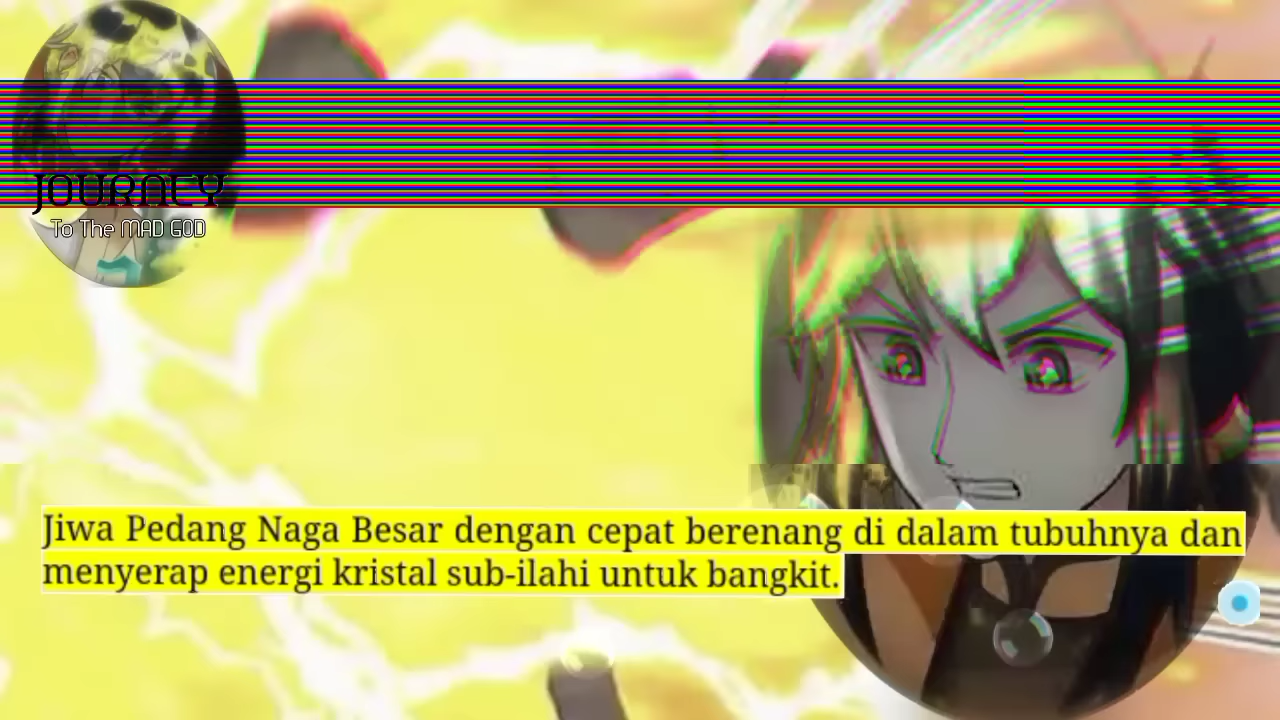 JOURNEY
To The MAD GOD
Jiwa Pedang Naga Besar dengan cepat berenang di dalam tubuhnya dan
menyerap energi kristal sub-ilahi untuk bangkit.